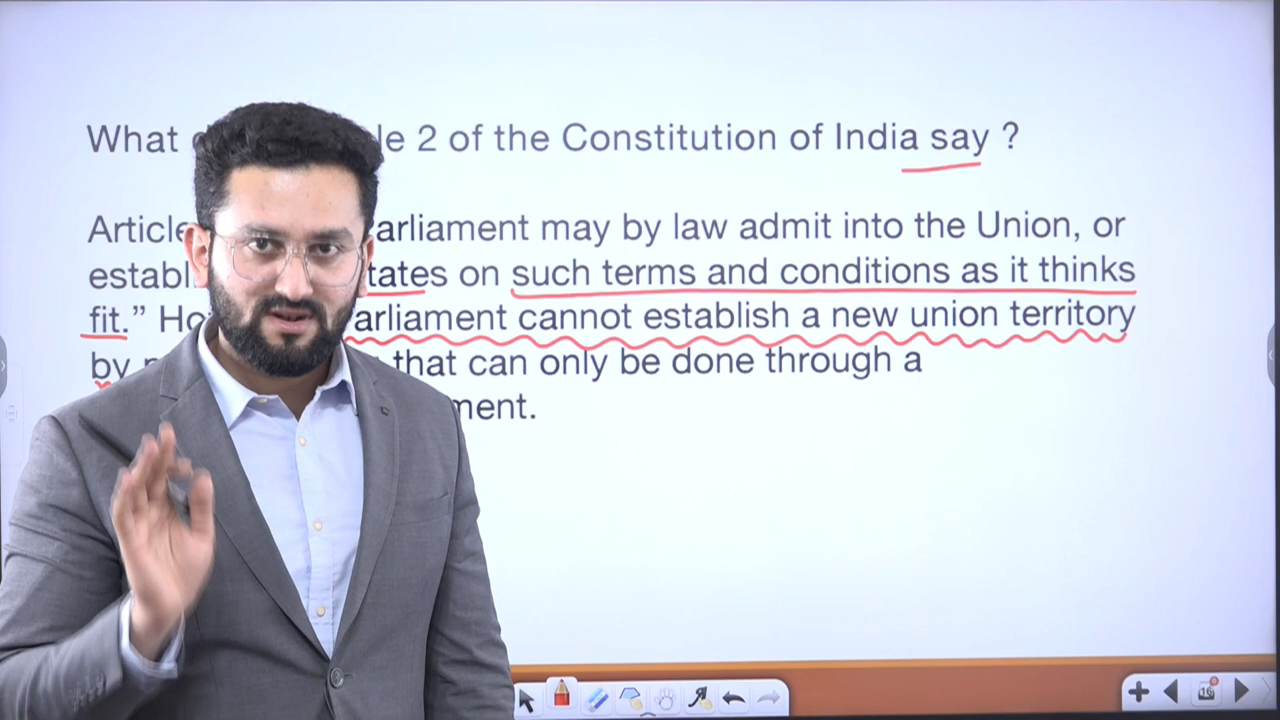 What le 2 of the Constitution of India say ?
Article arliament may by law admit into the Union, or
establ tates on such terms and conditions as it thinks
fit.” Ho arliament cannot establish a new union territory
by that can only be done through a
ment.